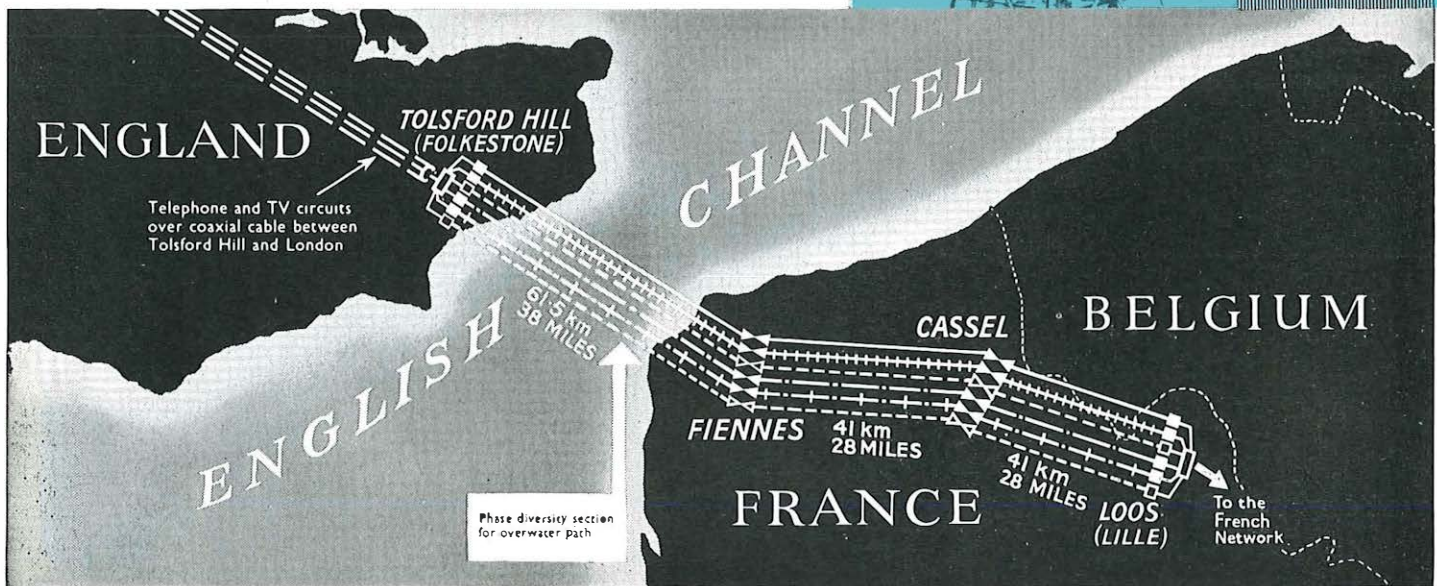 ENGLAND
TOLSFORD HILL
(FOLKESTONE)
Telephone and TV circuits
over coaxial cable between
Tolsford Hill and London
ENGLISH
CHANNEL
61·5 km
38 MILES
Phase diversity section
for overwater path
FIENNES
41 km
28 MILES
CASSEL
BELGIUM
41 km
28 MILES
LOOS
(LILLE)
FRANCE
To the
French
Network